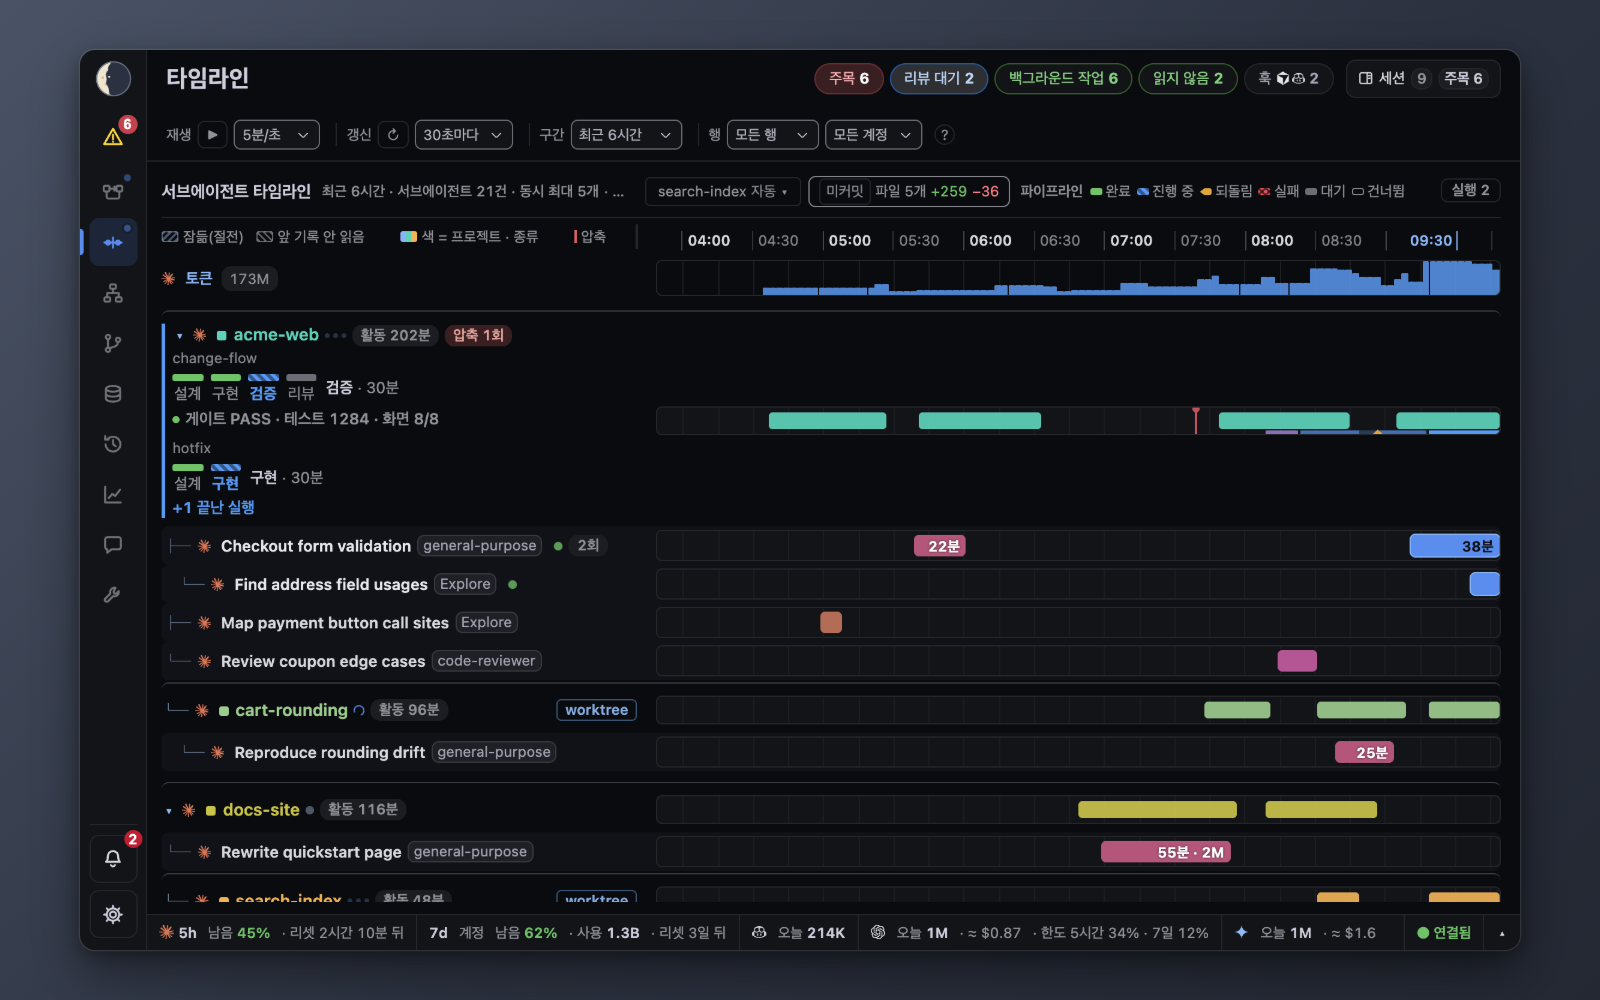 타임라인
주목 6
리뷰 대기 2
백그라운드 작업 6
읽지 않음 2
훅 2
세션 9 주목 6
6
재생 5분/초 갱신 30초마다 구간 최근 6시간 행 모든 행 모든 계정 ?
서브에이전트 타임라인 최근 6시간 · 서브에이전트 21건 · 동시 최대 5개 · ...
search-index 자동
미커밋 파일 5개 +259 −36
파이프라인 완료 진행 중 되돌림 실패 대기 건너뜀
실행 2
잠듦(절전) 앞 기록 안 읽음 색 = 프로젝트 · 종류 압축
04:00 04:30 05:00 05:30 06:00 06:30 07:00 07:30 08:00 08:30 09:30
토큰 173M
acme-web 활동 202분 압축 1회
change-flow
설계 구현 검증 리뷰 검증 · 30분
게이트 PASS · 테스트 1284 · 화면 8/8
hotfix
설계 구현 구현 · 30분
+1 끝난 실행
Checkout form validation general-purpose 2회 22분 38분
Find address field usages Explore
Map payment button call sites Explore
Review coupon edge cases code-reviewer
cart-rounding 활동 96분 worktree
Reproduce rounding drift general-purpose 25분
docs-site 활동 116분
Rewrite quickstart page general-purpose 55분 · 2M
search-index 활동 48분 worktree
2
5h 남음 45% · 리셋 2시간 10분 뒤 7d 계정 남음 62% · 사용 1.3B · 리셋 3일 뒤 오늘 214K 오늘 1M · ≈ $0.87 · 한도 5시간 34% · 7일 12% 오늘 1M · ≈ $1.6 연결됨